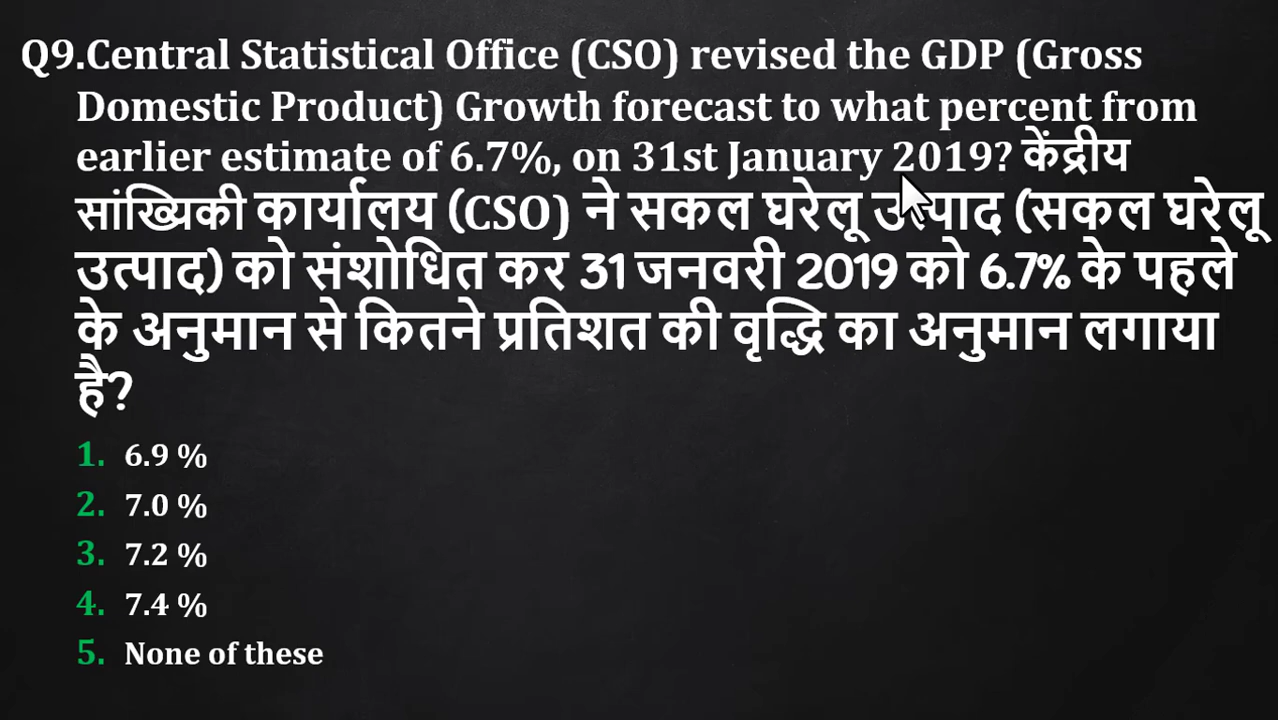 Q9.Central Statistical Office (CSO) revised the GDP (Gross
Domestic Product) Growth forecast to what percent from
earlier estimate of 6.7%, on 31st January 2019? केंद्रीय
सांख्यिकी कार्यालय (CSO) ने सकल घरेलू उत्पाद (सकल घरेलू
उत्पाद) को संशोधित कर 31 जनवरी 2019 को 6.7% के पहले
के अनुमान से कितने प्रतिशत की वृद्धि का अनुमान लगाया
है?
1. 6.9 %
2. 7.0 %
3. 7.2 %
4. 7.4 %
5. None of these